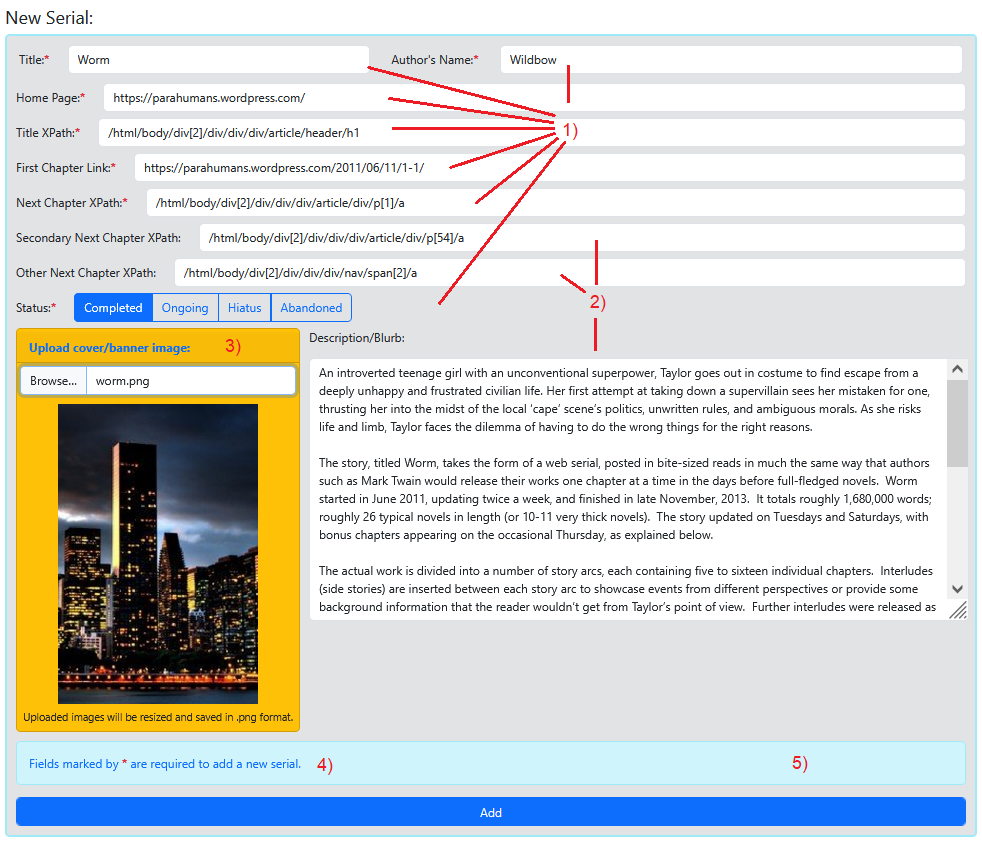 New Serial:
Title:* Worm Author's Name:* Wildbow
Home Page:* https://parahumans.wordpress.com/
Title XPath:* /html/body/div[2]/div/div/div/article/header/h1 1)
First Chapter Link:* https://parahumans.wordpress.com/2011/06/11/1-1/
Next Chapter XPath:* /html/body/div[2]/div/div/div/article/div/p[1]/a
Secondary Next Chapter XPath: /html/body/div[2]/div/div/div/article/div/p[54]/a
Other Next Chapter XPath: /html/body/div[2]/div/div/div/nav/span[2]/a
2)
Status:* Completed Ongoing Hiatus Abandoned
Upload cover/banner image: 3)
Browse... worm.png
Uploaded images will be resized and saved in .png format.
Description/Blurb:
An introverted teenage girl with an unconventional superpower, Taylor goes out in costume to find escape from a
deeply unhappy and frustrated civilian life. Her first attempt at taking down a supervillain sees her mistaken for one,
thrusting her into the midst of the local ‘cape’ scene’s politics, unwritten rules, and ambiguous morals. As she risks
life and limb, Taylor faces the dilemma of having to do the wrong things for the right reasons.
The story, titled Worm, takes the form of a web serial, posted in bite-sized reads in much the same way that authors
such as Mark Twain would release their works one chapter at a time in the days before full-fledged novels.  Worm
started in June 2011, updating twice a week, and finished in late November, 2013.  It totals roughly 1,680,000 words;
roughly 26 typical novels in length (or 10-11 very thick novels).  The story updated on Tuesdays and Saturdays, with
bonus chapters appearing on the occasional Thursday, as explained below.
The actual work is divided into a number of story arcs, each containing five to sixteen individual chapters.  Interludes
(side stories) are inserted between each story arc to showcase events from different perspectives or provide some
background information that the reader wouldn’t get from Taylor’s point of view.  Further interludes were released as
Fields marked by * are required to add a new serial. 4) 5)
Add